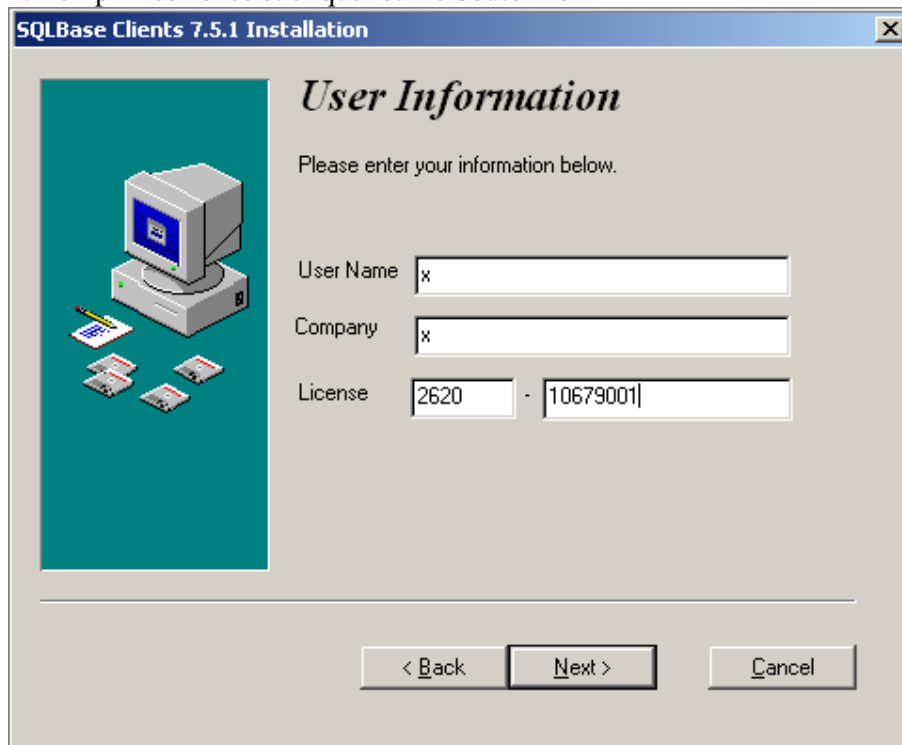 SQLBase Clients 7.5.1 Installation
User Information
Please enter your information below.
User Name x
Company x
License 2620 - 10679001
< Back Next > Cancel